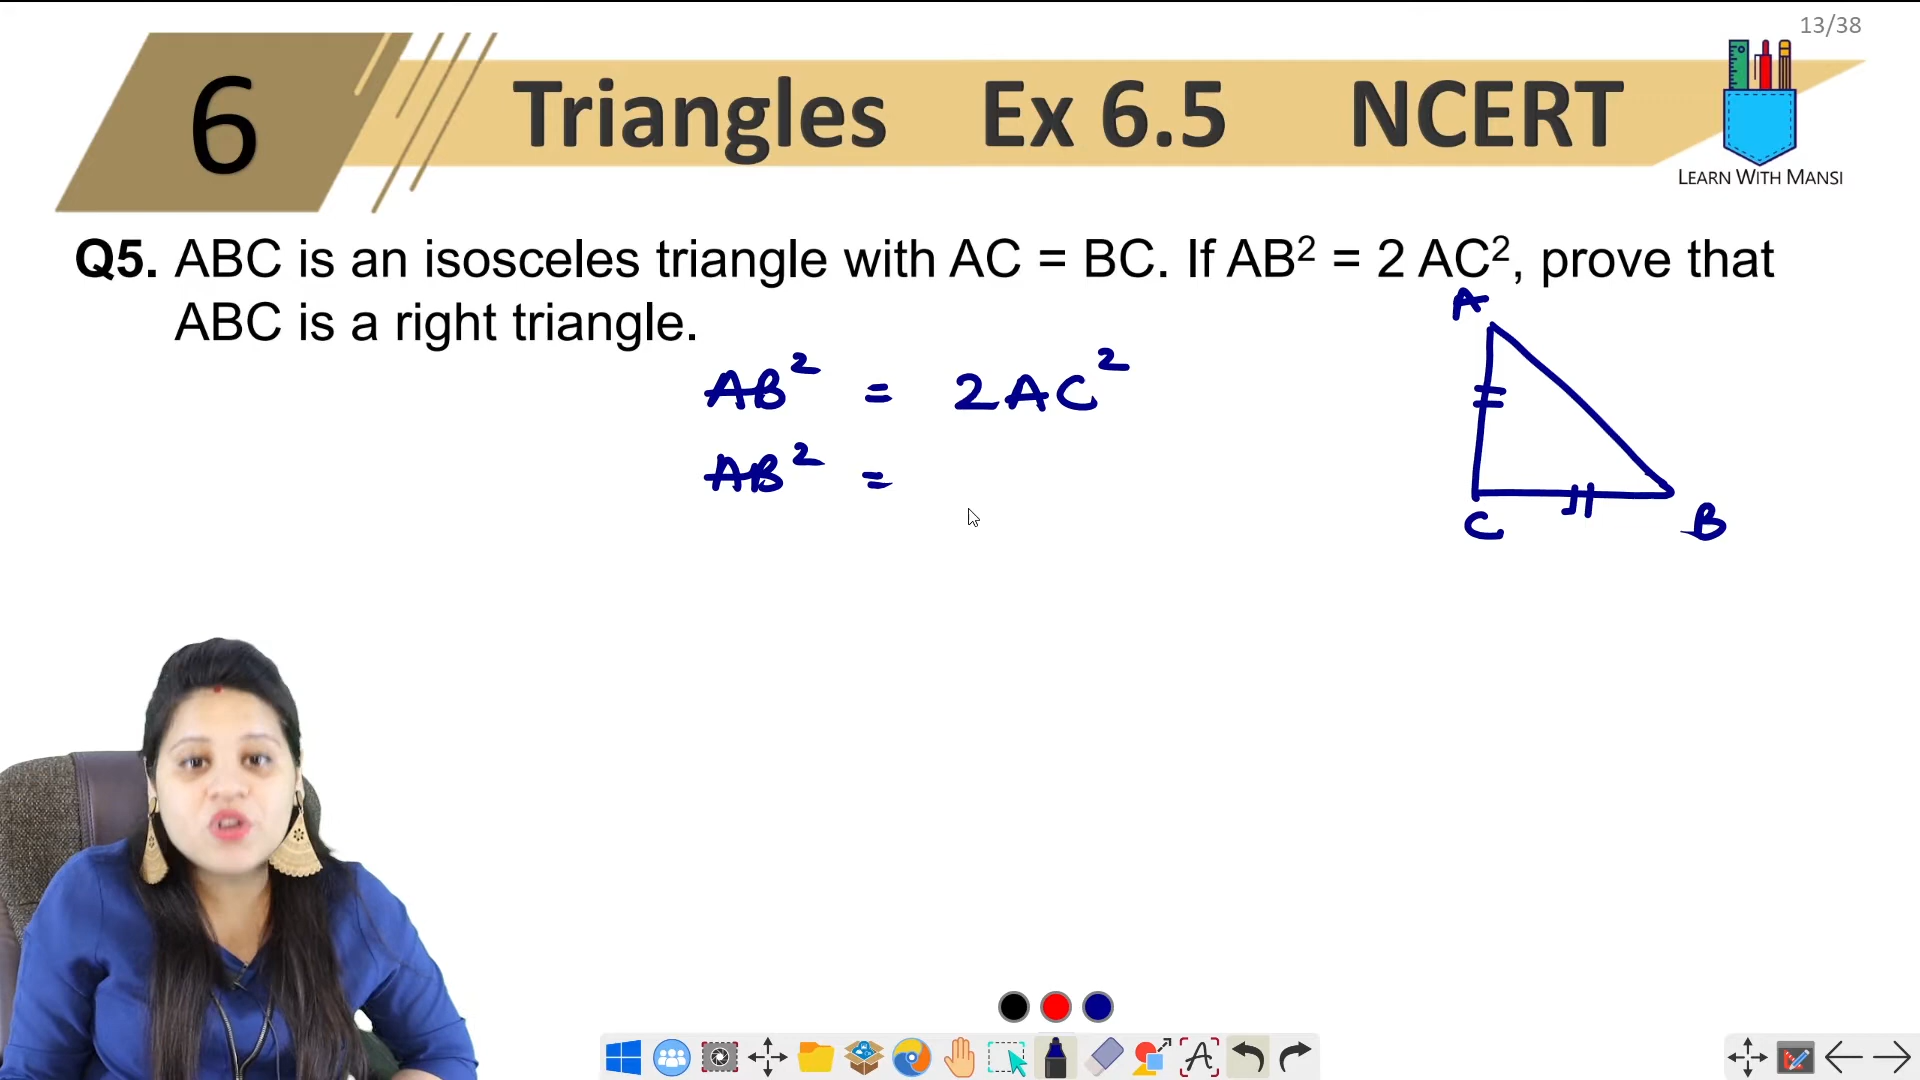 13/38
6 Triangles Ex 6.5 NCERT
LEARN WITH MANSI
Q5. ABC is an isosceles triangle with AC = BC. If AB² = 2 AC², prove that
ABC is a right triangle.
AB² = 2AC²
AB² =
A
C
B